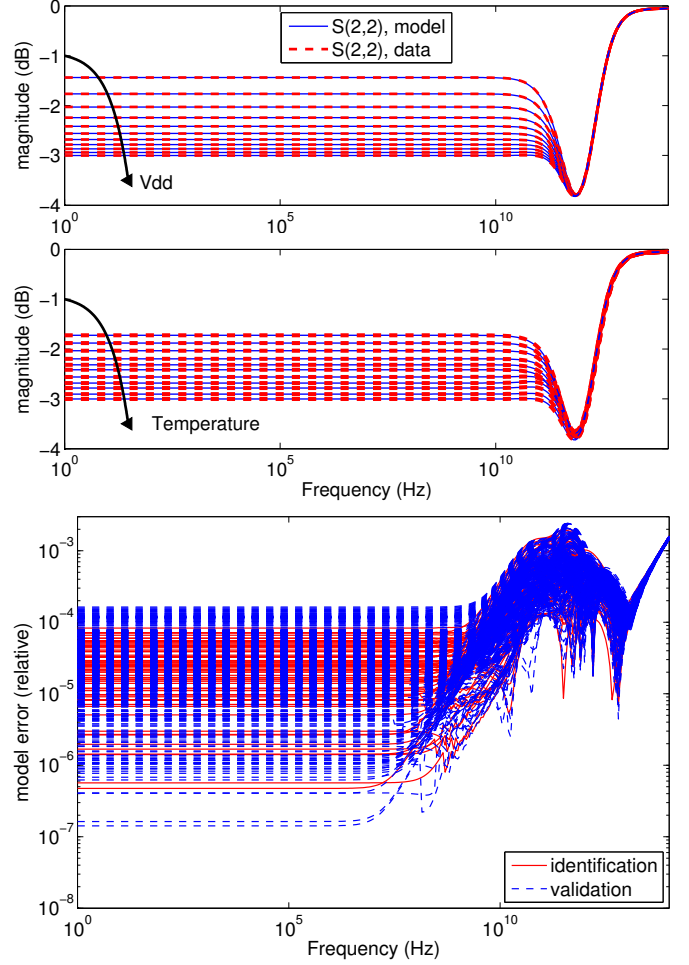 0
−1
−2
−3
−4
magnitude (dB)
S(2,2), model
S(2,2), data
Vdd
10^0
10^5
10^10
0
−1
−2
−3
−4
magnitude (dB)
Temperature
10^0
10^5
10^10
Frequency (Hz)
10^−3
10^−4
10^−5
10^−6
10^−7
10^−8
model error (relative)
identification
validation
10^0
10^5
10^10
Frequency (Hz)